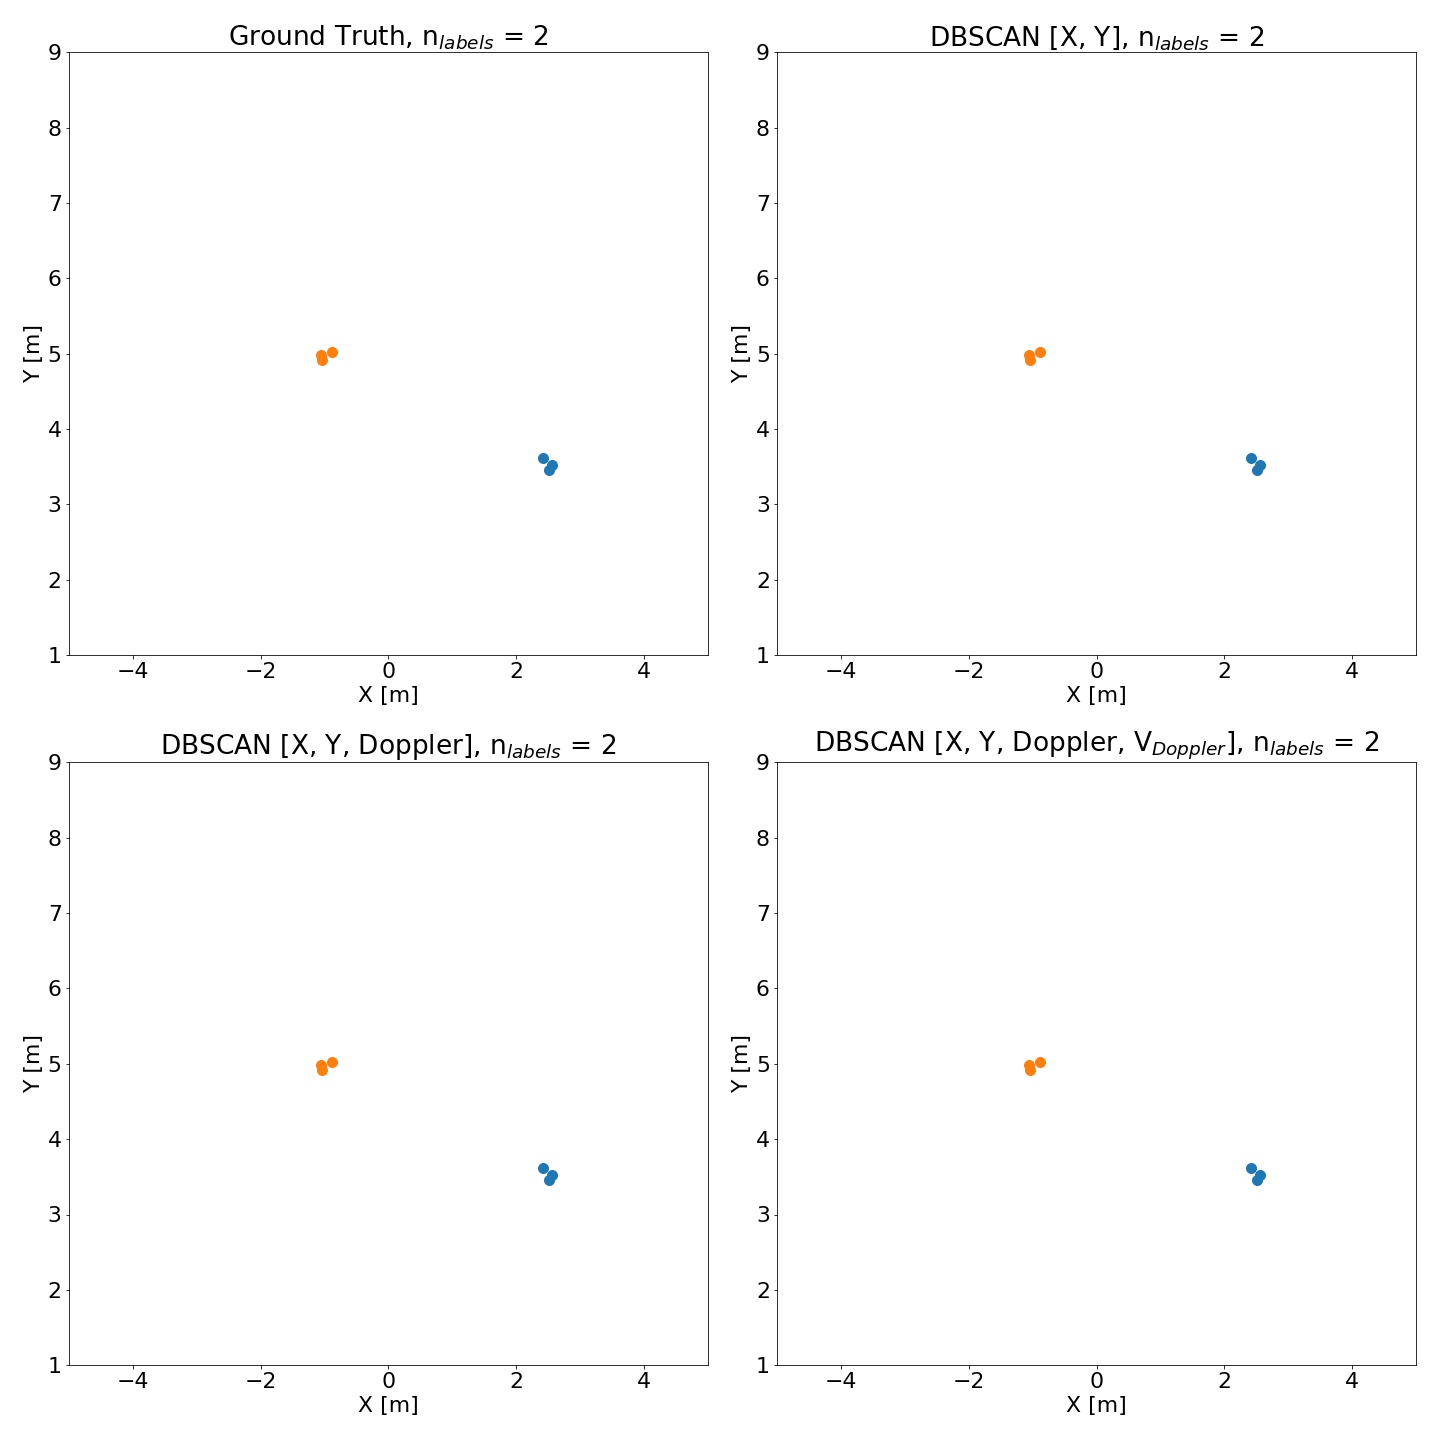 Ground Truth, n_labels = 2
9
8
7
6
5
4
3
2
1
Y [m]
−4 −2 0 2 4
X [m]
DBSCAN [X, Y], n_labels = 2
9
8
7
6
5
4
3
2
1
Y [m]
−4 −2 0 2 4
X [m]
DBSCAN [X, Y, Doppler], n_labels = 2
9
8
7
6
5
4
3
2
1
Y [m]
−4 −2 0 2 4
X [m]
DBSCAN [X, Y, Doppler, V_Doppler], n_labels = 2
9
8
7
6
5
4
3
2
1
Y [m]
−4 −2 0 2 4
X [m]